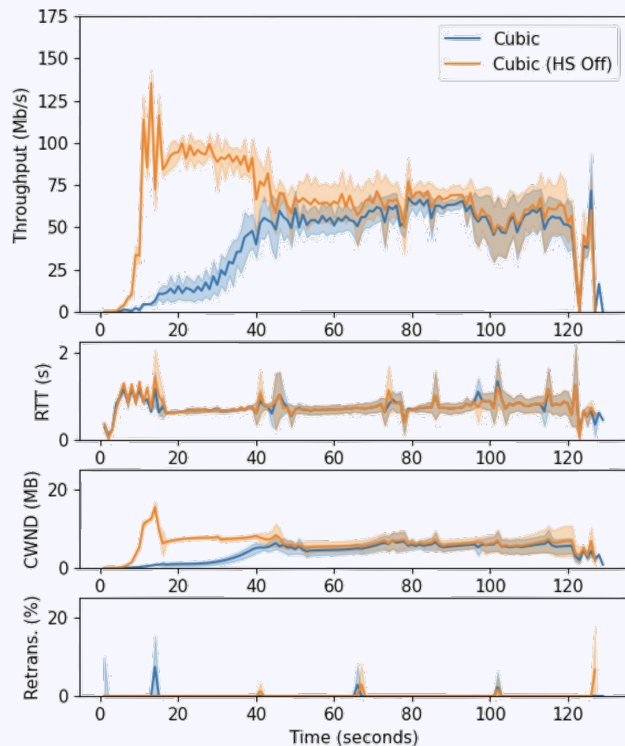 175
150
125
100
75
50
25
0
Throughput (Mb/s)
Cubic
Cubic (HS Off)
0 20 40 60 80 100 120
2
0
RTT (s)
0 20 40 60 80 100 120
20
0
CWND (MB)
0 20 40 60 80 100 120
20
0
Retrans. (%)
0 20 40 60 80 100 120
Time (seconds)